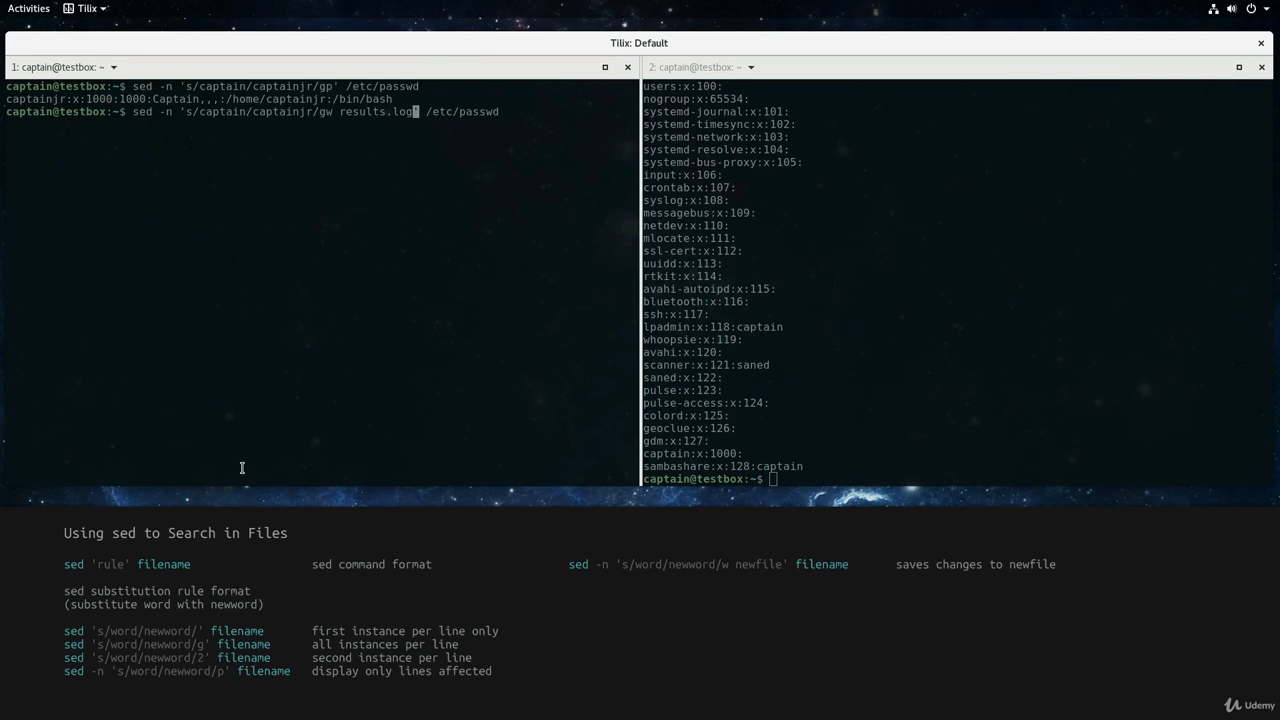 Activities
Tilix
Tilix: Default
1: captain@testbox: ~
captain@testbox:~$ sed -n 's/captain/captainjr/gp' /etc/passwd
captainjr:x:1000:1000:Captain,,,:/home/captainjr:/bin/bash
captain@testbox:~$ sed -n 's/captain/captainjr/gw results.log' /etc/passwd
2: captain@testbox: ~
users:x:100:
nogroup:x:65534:
systemd-journal:x:101:
systemd-timesync:x:102:
systemd-network:x:103:
systemd-resolve:x:104:
systemd-bus-proxy:x:105:
input:x:106:
crontab:x:107:
syslog:x:108:
messagebus:x:109:
netdev:x:110:
mlocate:x:111:
ssl-cert:x:112:
uuidd:x:113:
rtkit:x:114:
avahi-autoipd:x:115:
bluetooth:x:116:
ssh:x:117:
lpadmin:x:118:captain
whoopsie:x:119:
avahi:x:120:
scanner:x:121:saned
saned:x:122:
pulse:x:123:
pulse-access:x:124:
colord:x:125:
geoclue:x:126:
gdm:x:127:
captain:x:1000:
sambashare:x:128:captain
captain@testbox:~$
Using sed to Search in Files
sed 'rule' filename sed command format
sed substitution rule format
(substitute word with newword)
sed 's/word/newword/' filename first instance per line only
sed 's/word/newword/g' filename all instances per line
sed 's/word/newword/2' filename second instance per line
sed -n 's/word/newword/p' filename display only lines affected
sed -n 's/word/newword/w newfile' filename saves changes to newfile
Udemy